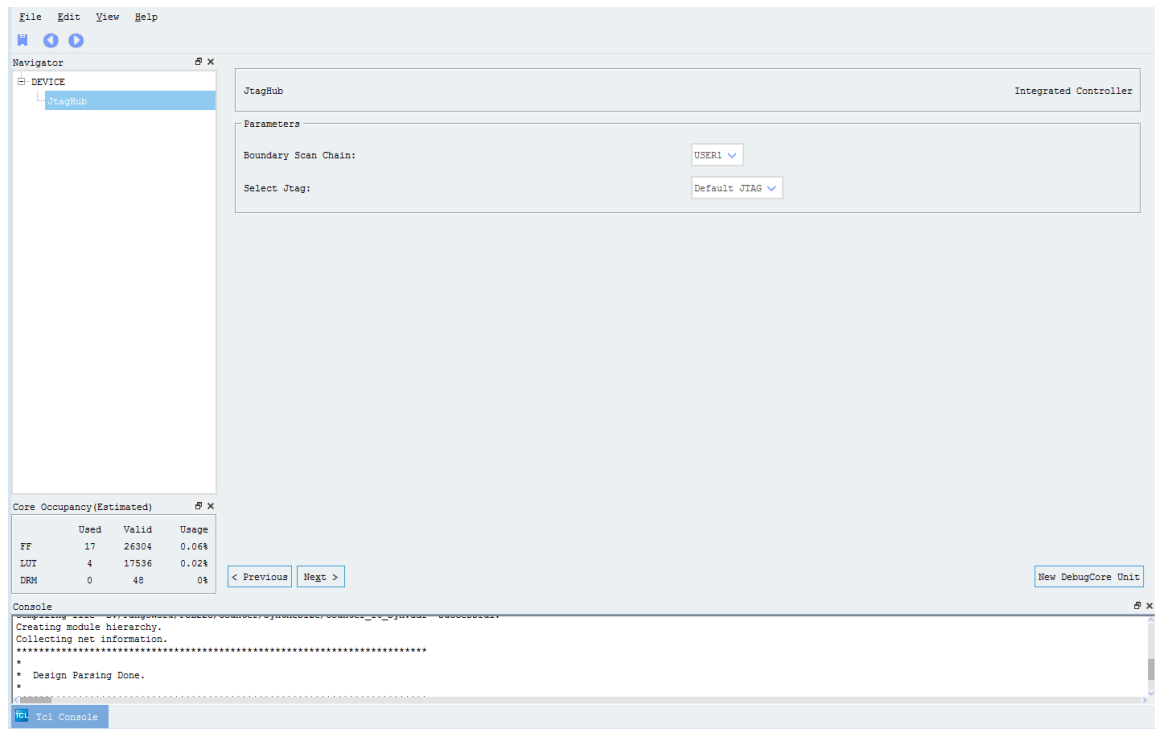 File Edit View Help
Navigator
DEVICE
JtagHub
JtagHub Integrated Controller
Parameters
Boundary Scan Chain: USER1
Select Jtag: Default JTAG
Core Occupancy(Estimated)
Used Valid Usage
FF 17 26304 0.06%
LUT 4 17536 0.02%
DRM 0 48 0%
< Previous Next > New DebugCore Unit
Console
Creating module hierarchy.
Collecting net information.
**************************************************************************
*
* Design Parsing Done.
*
Tcl Console